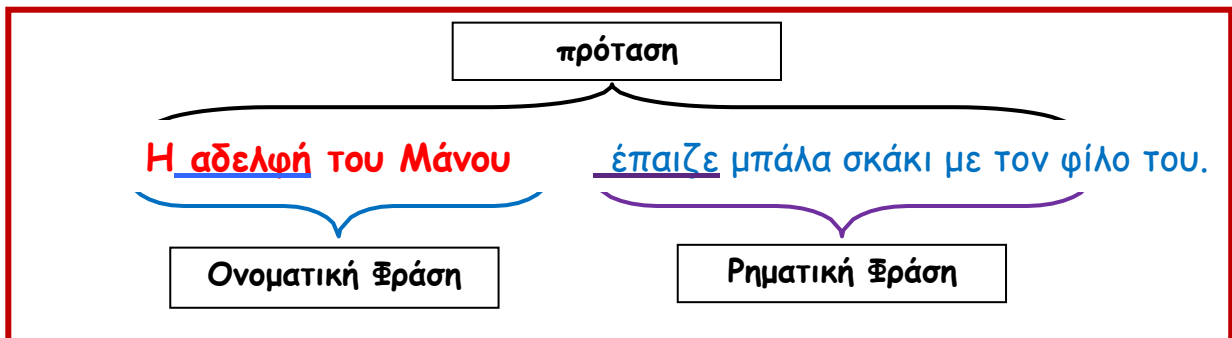 πρόταση
Η αδελφή του Μάνου έπαιζε μπάλα σκάκι με τον φίλο του.
Ονοματική Φράση Ρηματική Φράση